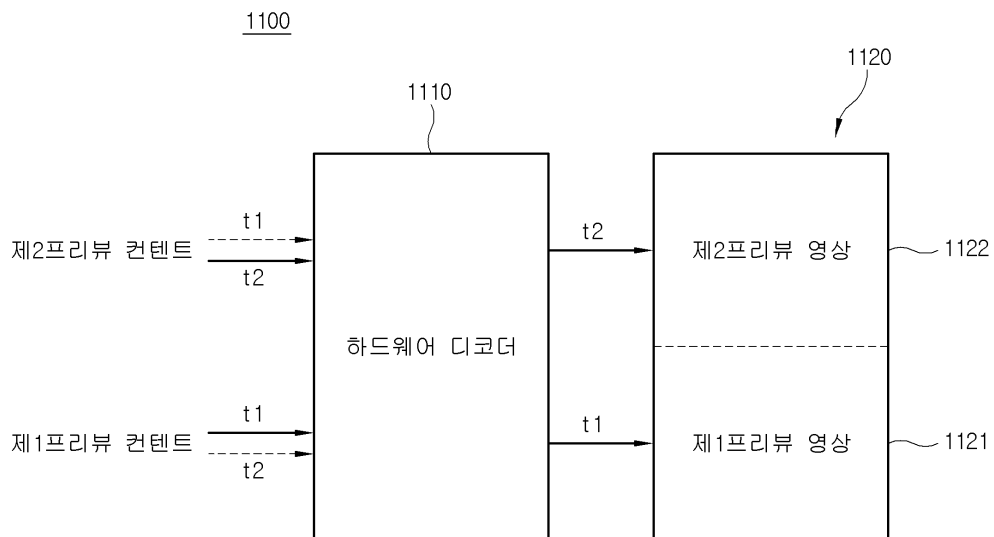 1100
1120
1110
t1
제2프리뷰 컨텐트
t2
t2
제2프리뷰 영상
1122
하드웨어 디코더
t1
제1프리뷰 컨텐트
t2
t1
제1프리뷰 영상
1121